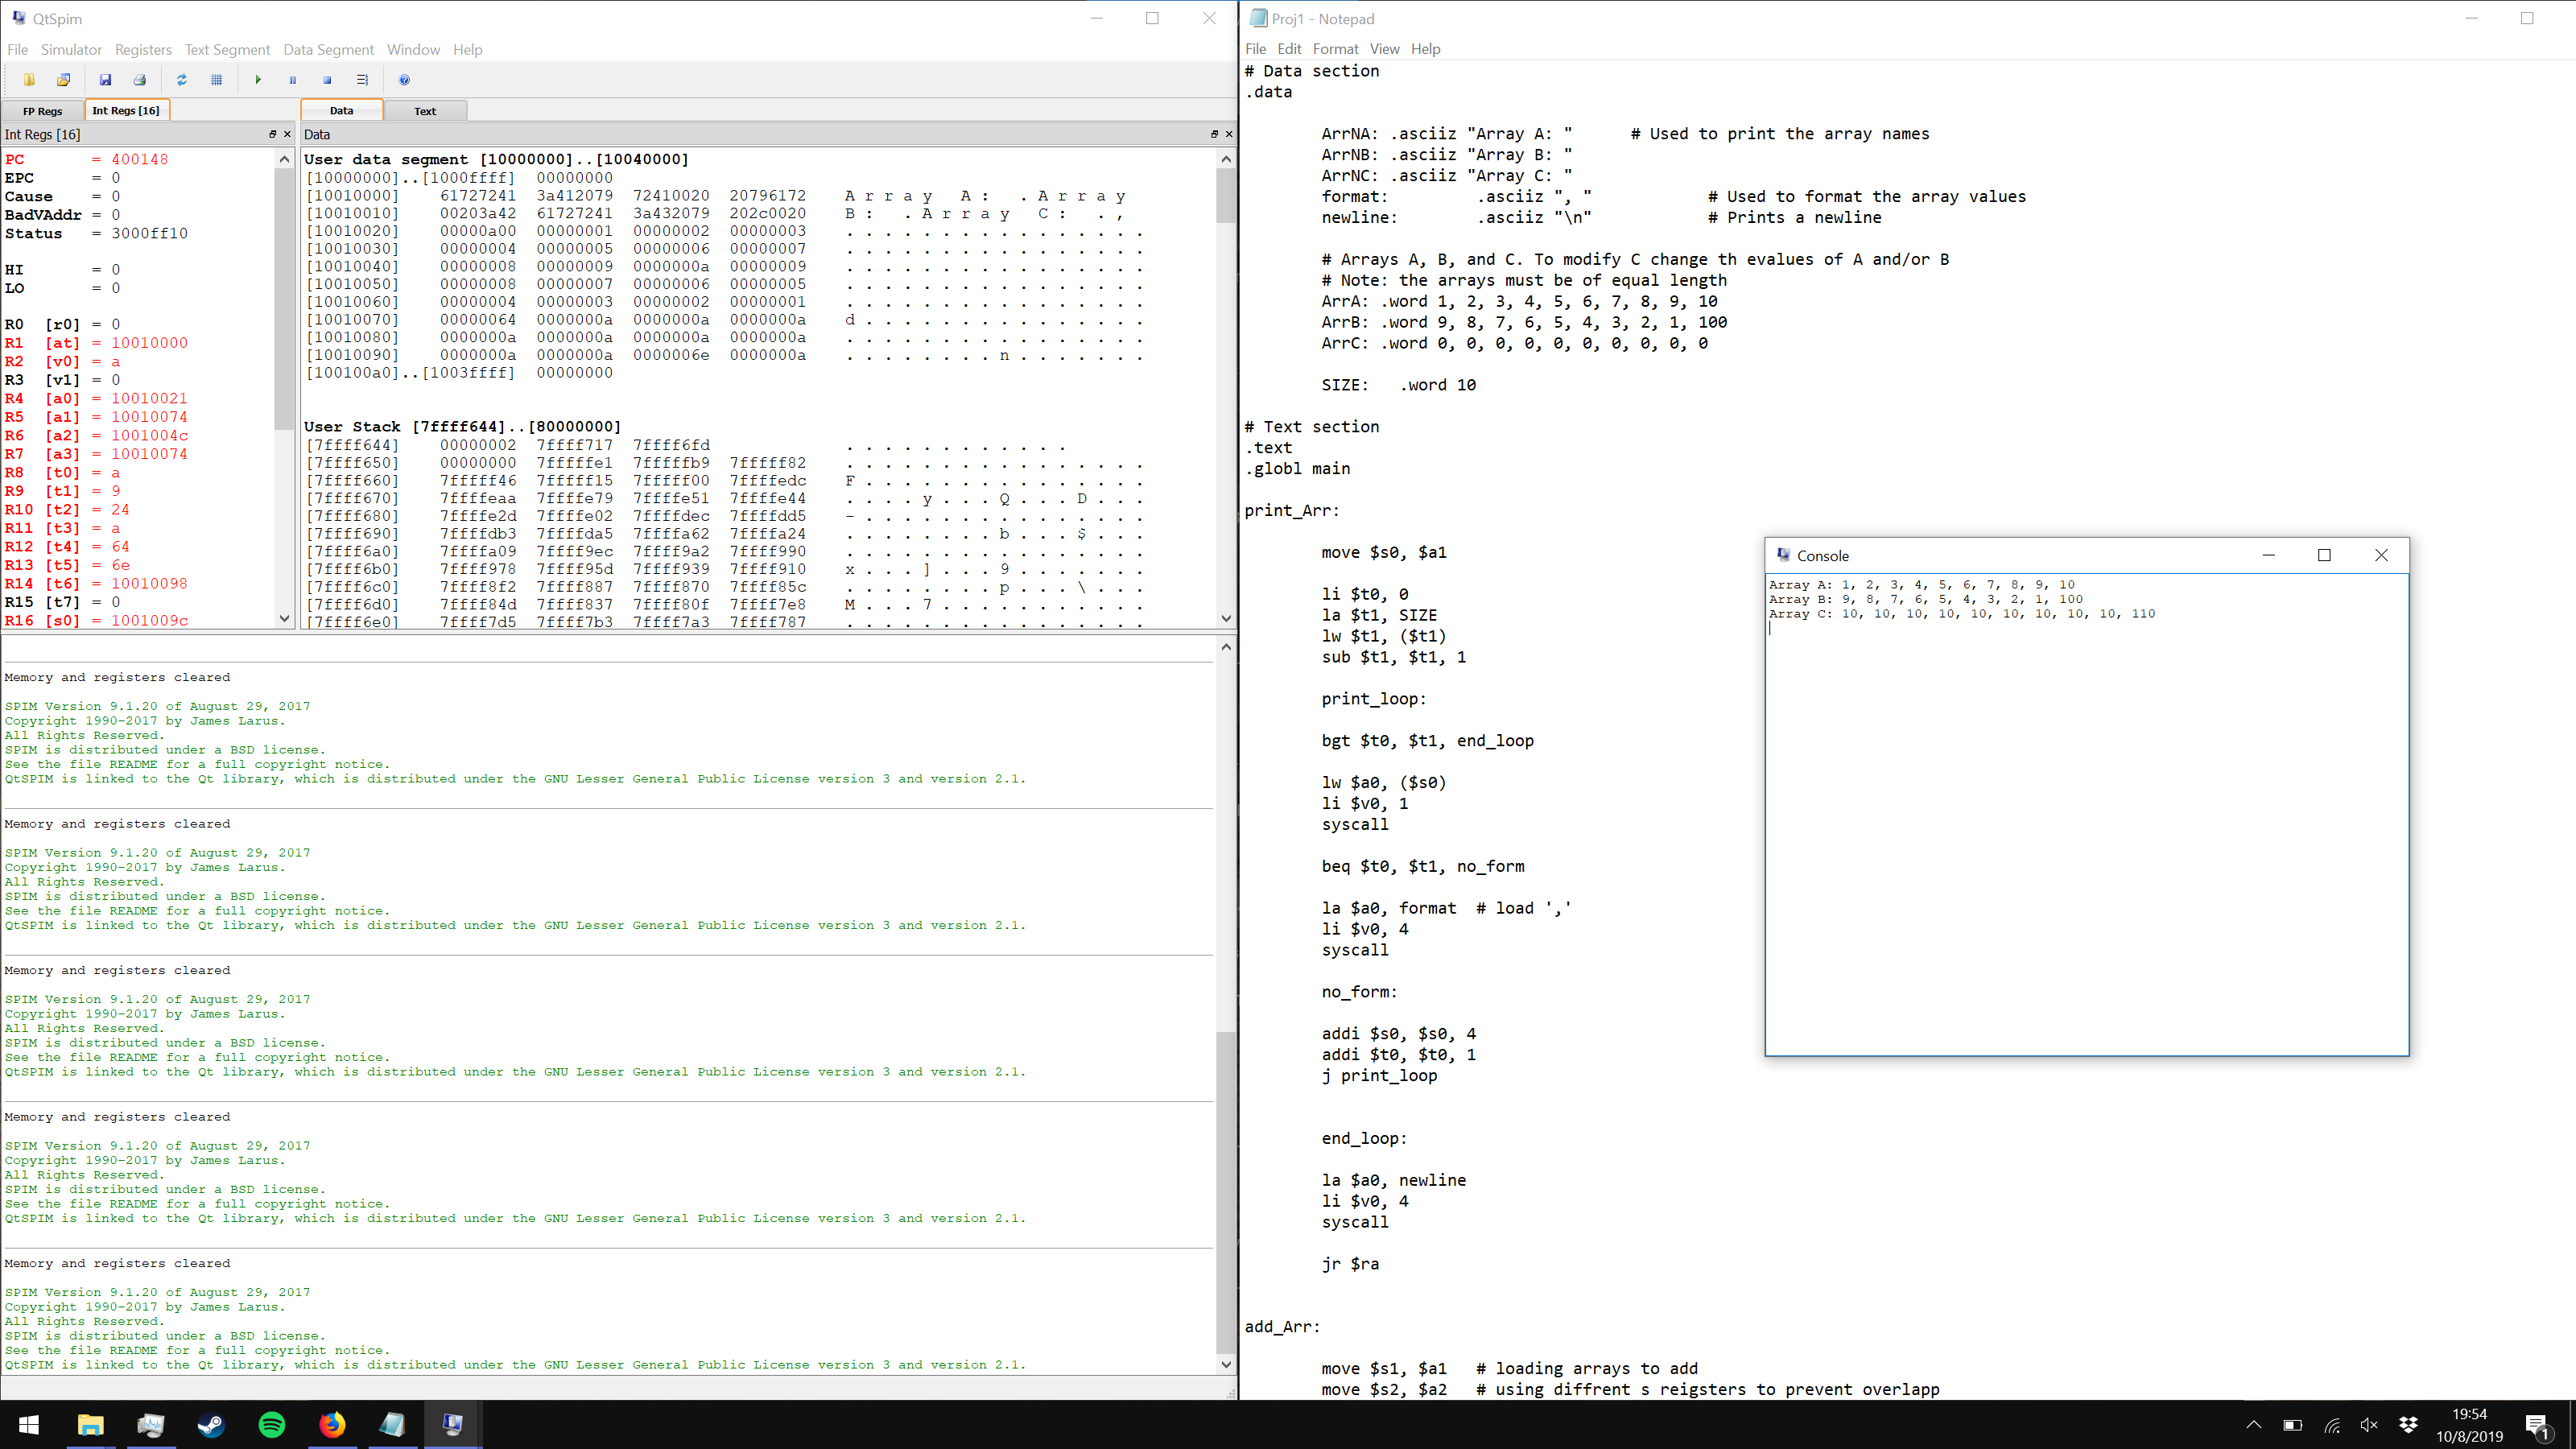 QtSpim
File Simulator Registers Text Segment Data Segment Window Help
FP Regs Int Regs [16]
Int Regs [16]
PC = 400148
EPC = 0
Cause = 0
BadVAddr = 0
Status = 3000ff10
HI = 0
LO = 0
R0 [r0] = 0
R1 [at] = 10010000
R2 [v0] = a
R3 [v1] = 0
R4 [a0] = 10010021
R5 [a1] = 10010074
R6 [a2] = 1001004c
R7 [a3] = 10010074
R8 [t0] = a
R9 [t1] = 9
R10 [t2] = 24
R11 [t3] = a
R12 [t4] = 64
R13 [t5] = 6e
R14 [t6] = 10010098
R15 [t7] = 0
R16 [s0] = 1001009c
Data Text
Data
User data segment [10000000]..[10040000]
[10000000]..[1000ffff] 00000000
[10010000] 61727241 3a412079 72410020 20796172 A r r a y   A :   . A r r a y
[10010010] 00203a42 61727241 3a432079 202c0020 B :   . A r r a y   C :   . ,
[10010020] 00000a00 00000001 00000002 00000003 . . . . . . . . . . . . . . . .
[10010030] 00000004 00000005 00000006 00000007 . . . . . . . . . . . . . . . .
[10010040] 00000008 00000009 0000000a 00000009 . . . . . . . . . . . . . . . .
[10010050] 00000008 00000007 00000006 00000005 . . . . . . . . . . . . . . . .
[10010060] 00000004 00000003 00000002 00000001 . . . . . . . . . . . . . . . .
[10010070] 00000064 0000000a 0000000a 0000000a d . . . . . . . . . . . . . . .
[10010080] 0000000a 0000000a 0000000a 0000000a . . . . . . . . . . . . . . . .
[10010090] 0000000a 0000000a 0000006e 0000000a . . . . . . . . n . . . . . . .
[100100a0]..[1003ffff] 00000000
User Stack [7ffff644]..[80000000]
[7ffff644] 00000002 7ffff717 7ffff6fd . . . . . . . . . . . .
[7ffff650] 00000000 7fffffe1 7fffffb9 7fffff82 . . . . . . . . . . . . . . . .
[7ffff660] 7fffff46 7fffff15 7fffff00 7ffffedc F . . . . . . . . . . . . . . .
[7ffff670] 7ffffeaa 7ffffe79 7ffffe51 7ffffe44 . . . . y . . . Q . . . D . . .
[7ffff680] 7ffffe2d 7ffffe02 7ffffdec 7ffffdd5 - . . . . . . . . . . . . . . .
[7ffff690] 7ffffdb3 7ffffda5 7ffffa62 7ffffa24 . . . . . . . . b . . . $ . . .
[7ffff6a0] 7ffffa09 7ffff9ec 7ffff9a2 7ffff990 . . . . . . . . . . . . . . . .
[7ffff6b0] 7ffff978 7ffff95d 7ffff939 7ffff910 x . . . ] . . . 9 . . . . . . .
[7ffff6c0] 7ffff8f2 7ffff887 7ffff870 7ffff85c . . . . . . . . p . . . \ . . .
[7ffff6d0] 7ffff84d 7ffff837 7ffff80f 7ffff7e8 M . . . 7 . . . . . . . . . . .
[7ffff6e0] 7ffff7d5 7ffff7b3 7ffff7a3 7ffff787 . . . . . . . . . . . . . . . .
Memory and registers cleared
SPIM Version 9.1.20 of August 29, 2017
Copyright 1990-2017 by James Larus.
All Rights Reserved.
SPIM is distributed under a BSD license.
See the file README for a full copyright notice.
QtSPIM is linked to the Qt library, which is distributed under the GNU Lesser General Public License version 3 and version 2.1.
Memory and registers cleared
SPIM Version 9.1.20 of August 29, 2017
Copyright 1990-2017 by James Larus.
All Rights Reserved.
SPIM is distributed under a BSD license.
See the file README for a full copyright notice.
QtSPIM is linked to the Qt library, which is distributed under the GNU Lesser General Public License version 3 and version 2.1.
Memory and registers cleared
SPIM Version 9.1.20 of August 29, 2017
Copyright 1990-2017 by James Larus.
All Rights Reserved.
SPIM is distributed under a BSD license.
See the file README for a full copyright notice.
QtSPIM is linked to the Qt library, which is distributed under the GNU Lesser General Public License version 3 and version 2.1.
Memory and registers cleared
SPIM Version 9.1.20 of August 29, 2017
Copyright 1990-2017 by James Larus.
All Rights Reserved.
SPIM is distributed under a BSD license.
See the file README for a full copyright notice.
QtSPIM is linked to the Qt library, which is distributed under the GNU Lesser General Public License version 3 and version 2.1.
Memory and registers cleared
SPIM Version 9.1.20 of August 29, 2017
Copyright 1990-2017 by James Larus.
All Rights Reserved.
SPIM is distributed under a BSD license.
See the file README for a full copyright notice.
QtSPIM is linked to the Qt library, which is distributed under the GNU Lesser General Public License version 3 and version 2.1.
Proj1 - Notepad
File Edit Format View Help
# Data section
.data
ArrNA: .asciiz "Array A: " # Used to print the array names
ArrNB: .asciiz "Array B: "
ArrNC: .asciiz "Array C: "
format: .asciiz ", " # Used to format the array values
newline: .asciiz "\n" # Prints a newline
# Arrays A, B, and C. To modify C change th evalues of A and/or B
# Note: the arrays must be of equal length
ArrA: .word 1, 2, 3, 4, 5, 6, 7, 8, 9, 10
ArrB: .word 9, 8, 7, 6, 5, 4, 3, 2, 1, 100
ArrC: .word 0, 0, 0, 0, 0, 0, 0, 0, 0, 0
SIZE: .word 10
# Text section
.text
.globl main
print_Arr:
move $s0, $a1
li $t0, 0
la $t1, SIZE
lw $t1, ($t1)
sub $t1, $t1, 1
print_loop:
bgt $t0, $t1, end_loop
lw $a0, ($s0)
li $v0, 1
syscall
beq $t0, $t1, no_form
la $a0, format # load ','
li $v0, 4
syscall
no_form:
addi $s0, $s0, 4
addi $t0, $t0, 1
j print_loop
end_loop:
la $a0, newline
li $v0, 4
syscall
jr $ra
add_Arr:
move $s1, $a1 # loading arrays to add
move $s2, $a2 # using diffrent s reigsters to prevent overlapp
Console
Array A: 1, 2, 3, 4, 5, 6, 7, 8, 9, 10
Array B: 9, 8, 7, 6, 5, 4, 3, 2, 1, 100
Array C: 10, 10, 10, 10, 10, 10, 10, 10, 10, 110
19:54
10/8/2019
1